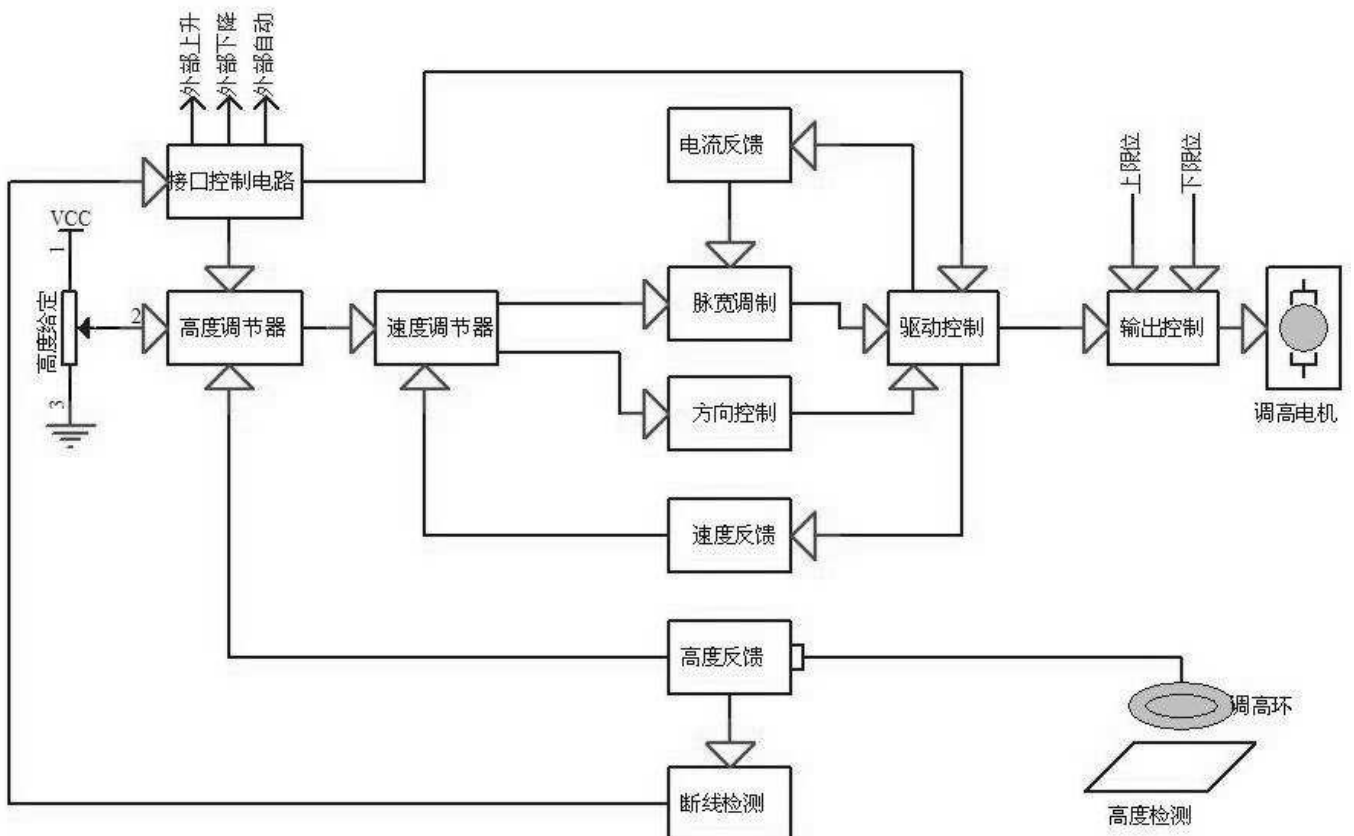 外部上升
外部下降
外部自动
接口控制电路
电流反馈
上限位
下限位
VCC
1
高度给定
2
3
高度调节器
速度调节器
脉宽调制
驱动控制
输出控制
方向控制
调高电机
速度反馈
高度反馈
调高环
断线检测
高度检测